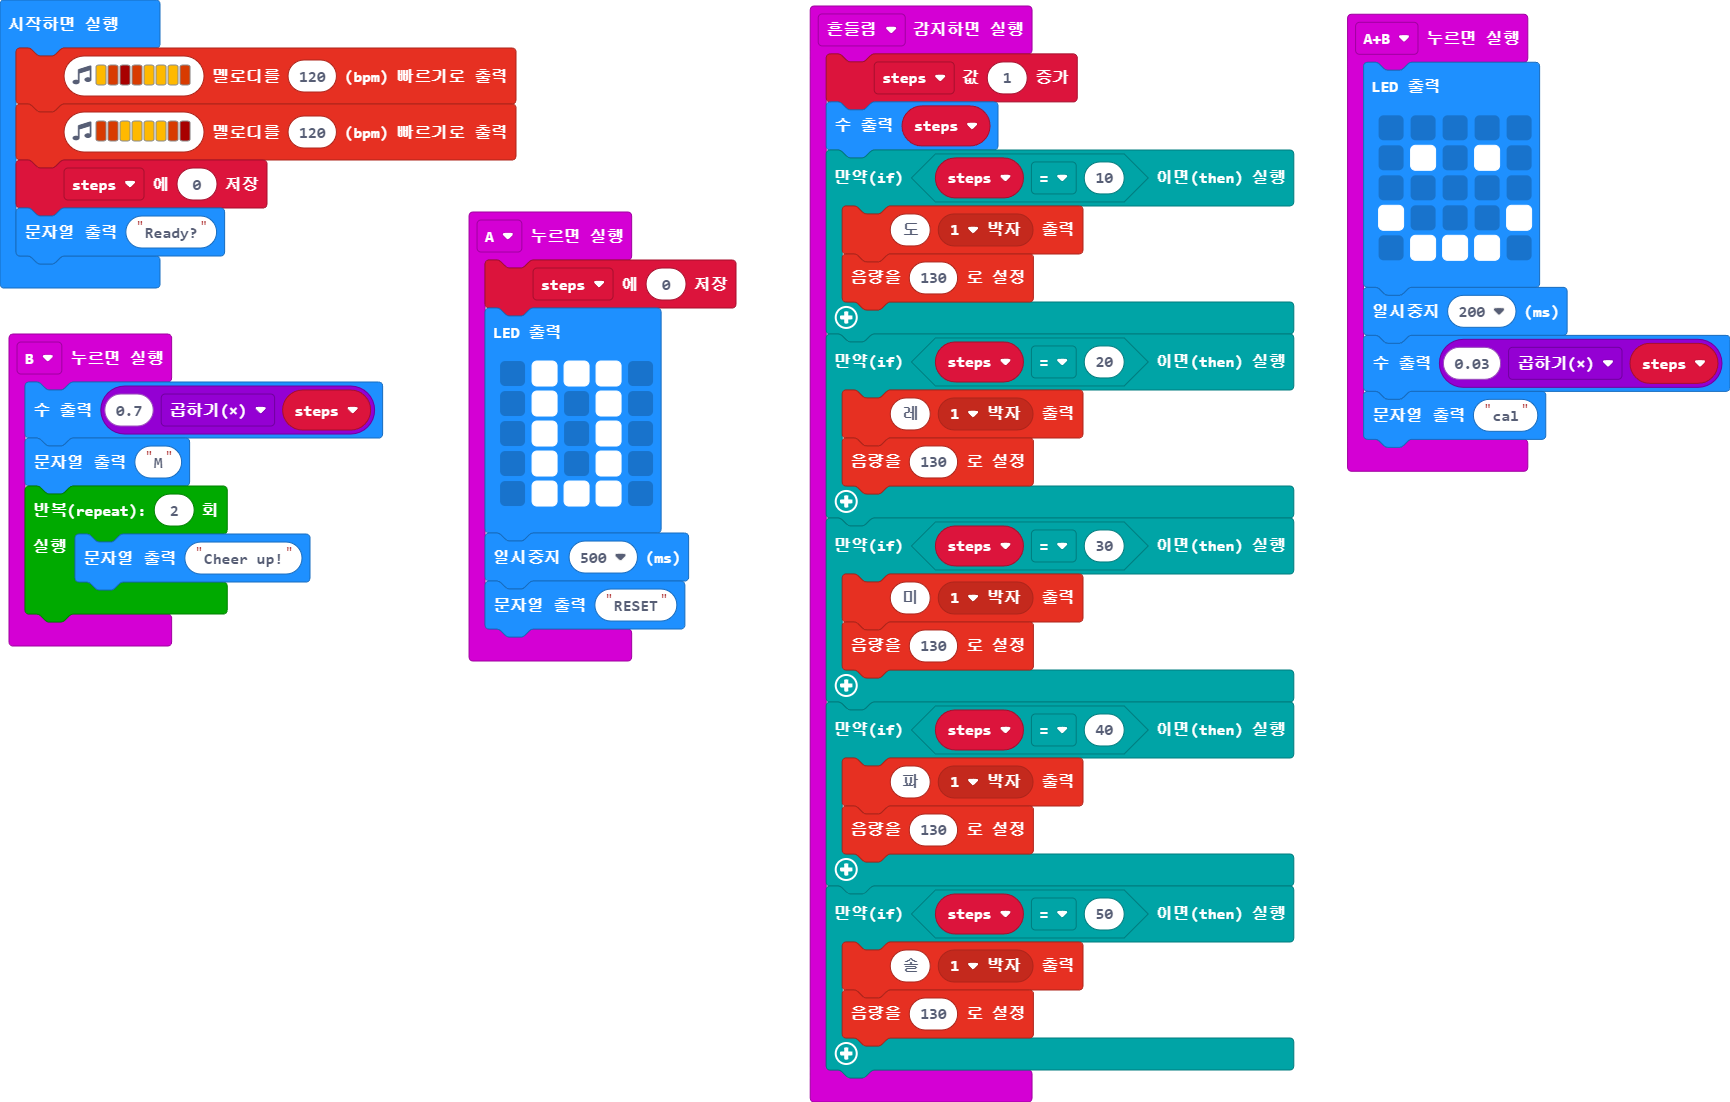 시작하면 실행
멜로디를 120 (bpm) 빠르기로 출력
멜로디를 120 (bpm) 빠르기로 출력
steps 에 0 저장
문자열 출력 "Ready?"
B 누르면 실행
수 출력 0.7 곱하기(×) steps
문자열 출력 "M"
반복(repeat): 2 회
실행 문자열 출력 "Cheer up!"
A 누르면 실행
steps 에 0 저장
LED 출력
일시중지 500 (ms)
문자열 출력 "RESET"
흔들림 감지하면 실행
steps 값 1 증가
수 출력 steps
만약(if) steps = 10 이면(then) 실행
도 1 박자 출력
음량을 130 로 설정
만약(if) steps = 20 이면(then) 실행
레 1 박자 출력
음량을 130 로 설정
만약(if) steps = 30 이면(then) 실행
미 1 박자 출력
음량을 130 로 설정
만약(if) steps = 40 이면(then) 실행
파 1 박자 출력
음량을 130 로 설정
만약(if) steps = 50 이면(then) 실행
솔 1 박자 출력
음량을 130 로 설정
A+B 누르면 실행
LED 출력
일시중지 200 (ms)
수 출력 0.03 곱하기(×) steps
문자열 출력 "cal"